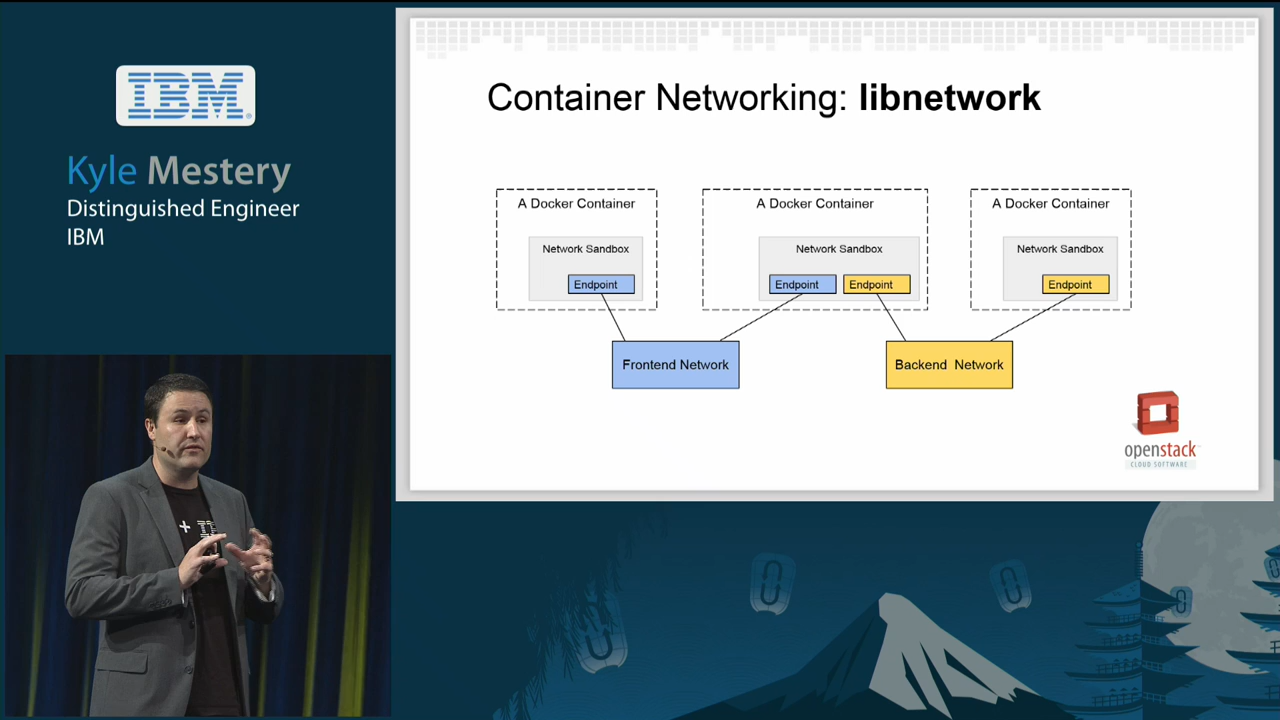 IBM
Kyle Mestery
Distinguished Engineer
IBM
Container Networking: libnetwork
A Docker Container
Network Sandbox
Endpoint
A Docker Container
Network Sandbox
Endpoint
Endpoint
A Docker Container
Network Sandbox
Endpoint
Frontend Network
Backend Network
openstack
CLOUD SOFTWARE